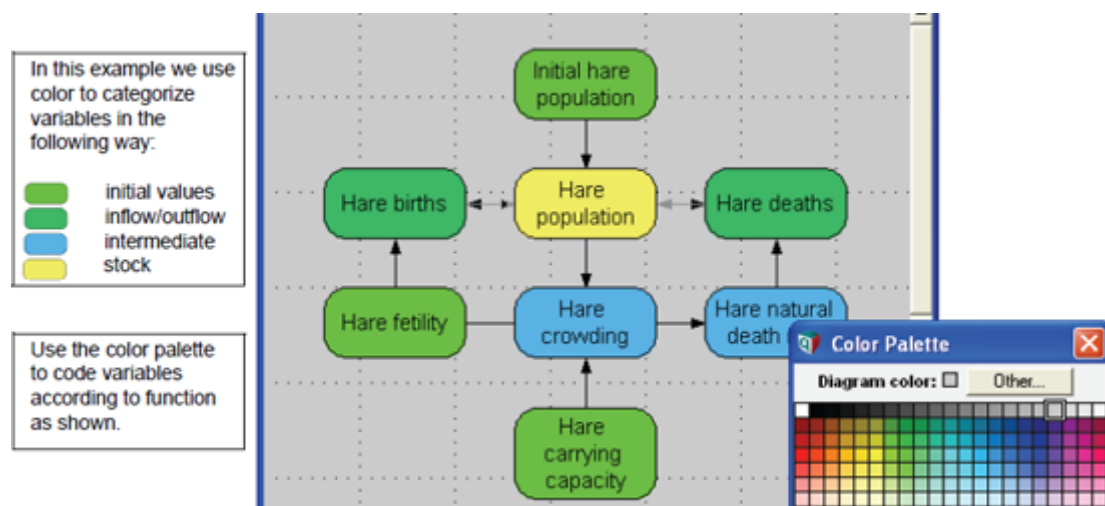 In this example we use
color to categorize
variables in the
following way:
initial values
inflow/outflow
intermediate
stock
Use the color palette
to code variables
according to function
as shown.
Initial hare
population
Hare births
Hare
population
Hare deaths
Hare fetility
Hare
crowding
Hare natural
death
Hare
carrying
capacity
Color Palette
Diagram color:
Other...